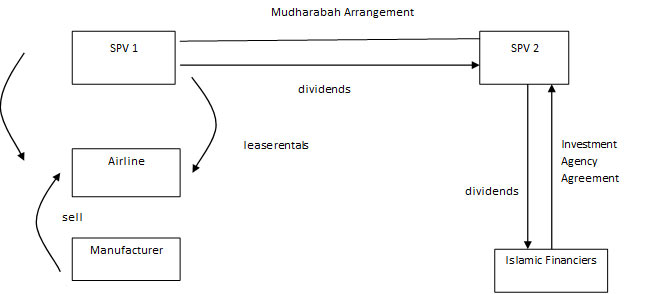 Mudharabah Arrangement
SPV 1
SPV 2
dividends
leaserentals
Investment
Agency
Agreement
Airline
dividends
sell
Manufacturer
Islamic Financiers